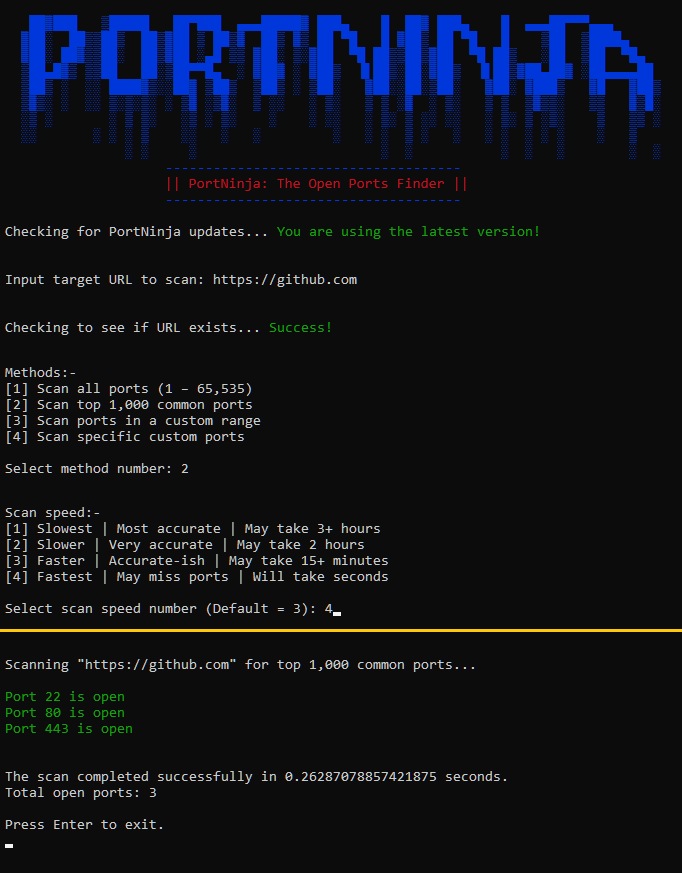 PORTNINJA
------------------------------------
|| PortNinja: The Open Ports Finder ||
------------------------------------
Checking for PortNinja updates... You are using the latest version!
Input target URL to scan: https://github.com
Checking to see if URL exists... Success!
Methods:-
[1] Scan all ports (1 – 65,535)
[2] Scan top 1,000 common ports
[3] Scan ports in a custom range
[4] Scan specific custom ports
Select method number: 2
Scan speed:-
[1] Slowest | Most accurate | May take 3+ hours
[2] Slower | Very accurate | May take 2 hours
[3] Faster | Accurate-ish | May take 15+ minutes
[4] Fastest | May miss ports | Will take seconds
Select scan speed number (Default = 3): 4
Scanning "https://github.com" for top 1,000 common ports...
Port 22 is open
Port 80 is open
Port 443 is open
The scan completed successfully in 0.26287078857421875 seconds.
Total open ports: 3
Press Enter to exit.